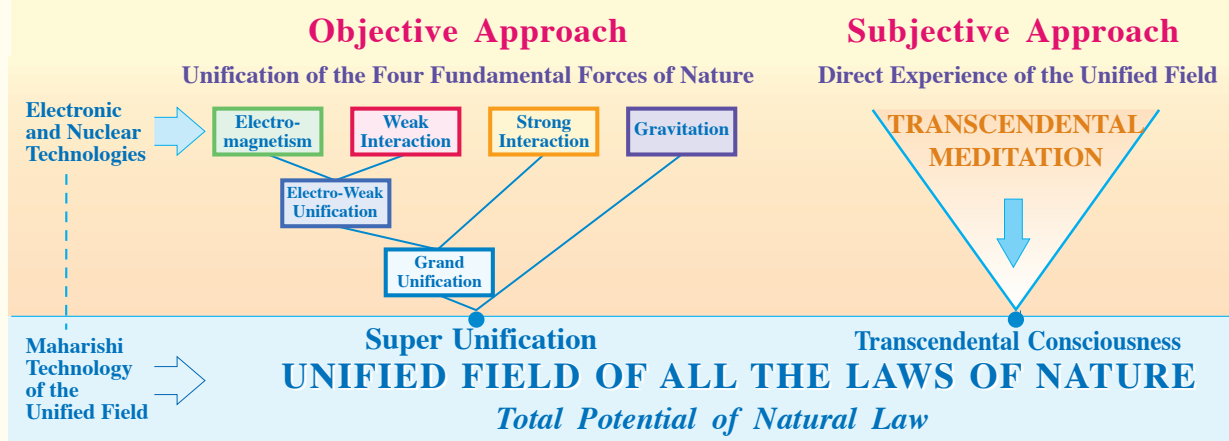 Objective Approach
Unification of the Four Fundamental Forces of Nature
Subjective Approach
Direct Experience of the Unified Field
Electronic
and Nuclear
Technologies
Electro-
magnetism
Weak
Interaction
Strong
Interaction
Gravitation
Electro-Weak
Unification
Grand
Unification
TRANSCENDENTAL
MEDITATION
Maharishi
Technology
of the
Unified Field
Super Unification
Transcendental Consciousness
UNIFIED FIELD OF ALL THE LAWS OF NATURE
Total Potential of Natural Law